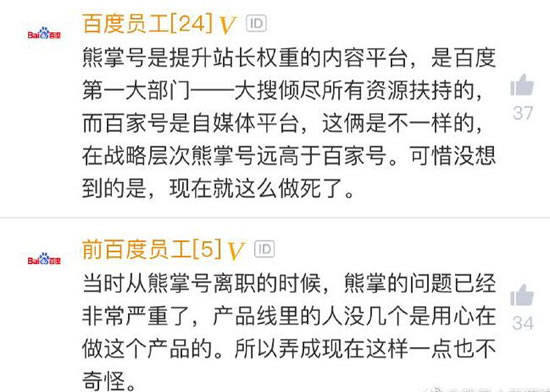 Bai百度
百度员工[24] V ID
熊掌号是提升站长权重的内容平台，是百度
第一大部门——大搜倾尽所有资源扶持的，
而百家号是自媒体平台，这俩是不一样的，
在战略层次熊掌号远高于百家号。可惜没想
到的是，现在就这么做死了。
37
Bai百度
前百度员工[5] V ID
当时从熊掌号离职的时候，熊掌的问题已经
非常严重了，产品线里的人没几个是用心在
做这个产品的。所以弄成现在这样一点也不
奇怪。
34